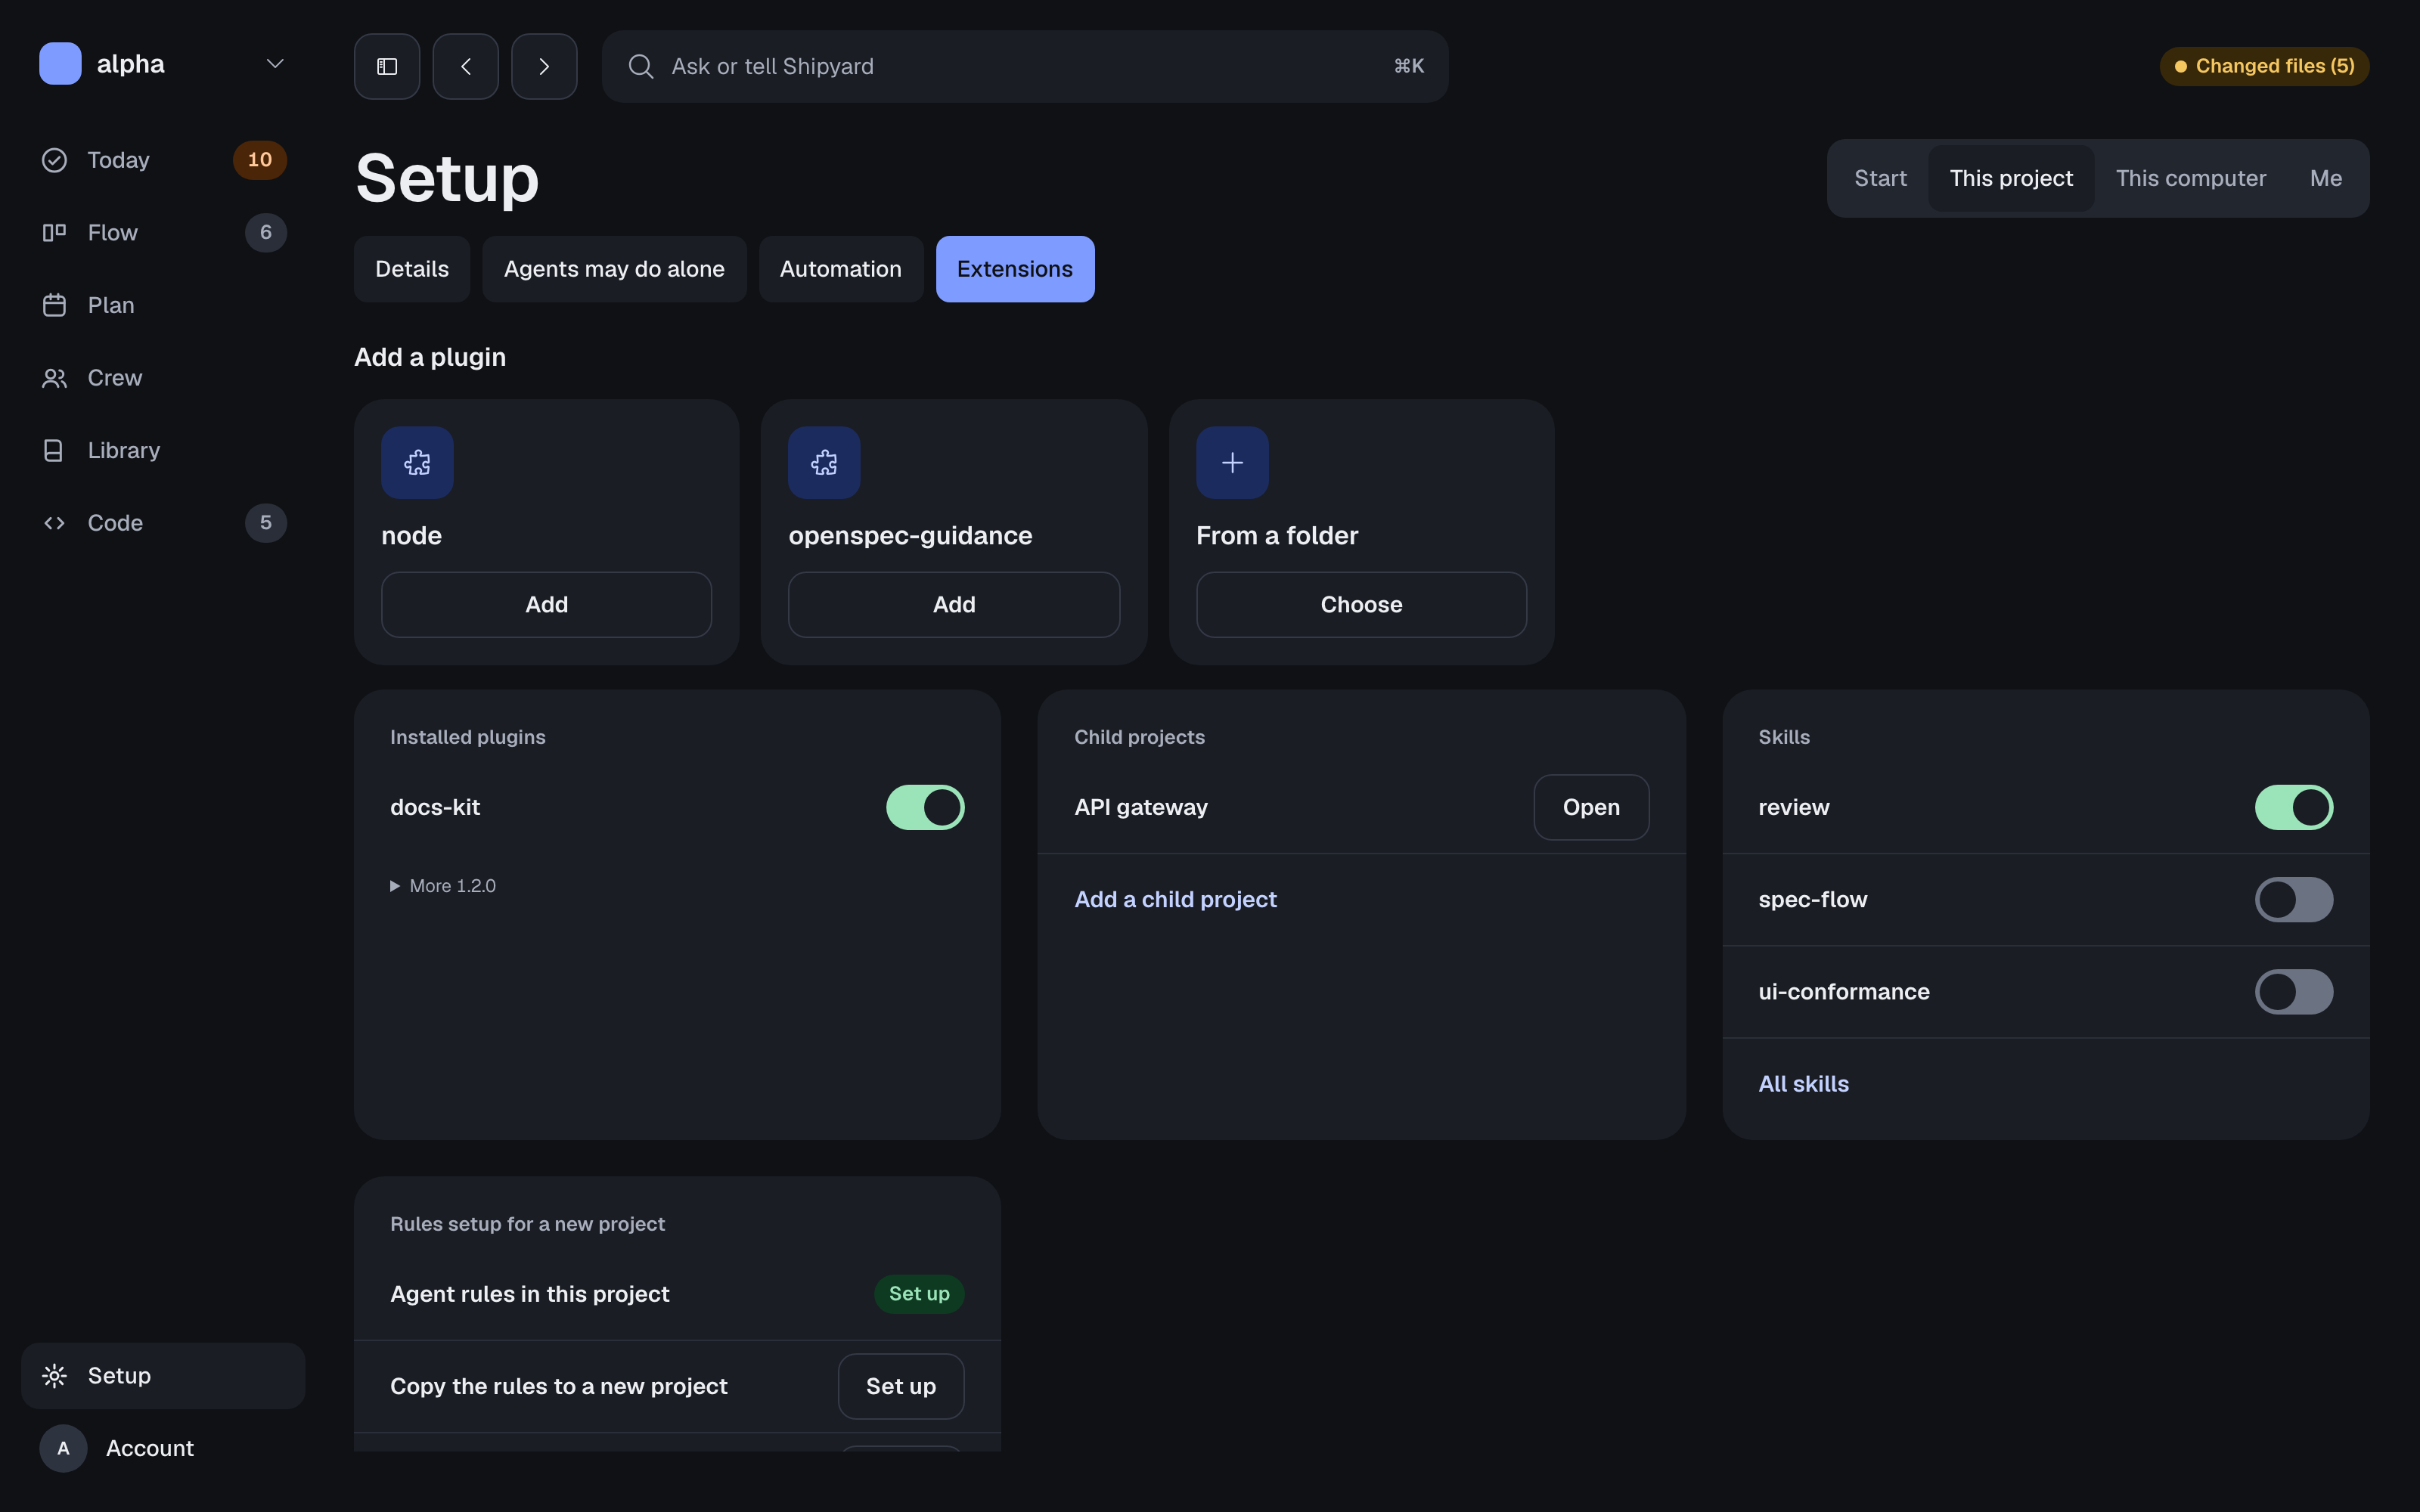 alpha
Ask or tell Shipyard
⌘K
Changed files (5)
Today
10
Flow
6
Plan
Crew
Library
Code
5
Setup
Start
This project
This computer
Me
Details
Agents may do alone
Automation
Extensions
Add a plugin
node
Add
openspec-guidance
Add
From a folder
Choose
Installed plugins
docs-kit
More 1.2.0
Child projects
API gateway
Open
Add a child project
Skills
review
spec-flow
ui-conformance
All skills
Rules setup for a new project
Agent rules in this project
Set up
Copy the rules to a new project
Set up
Setup
A
Account